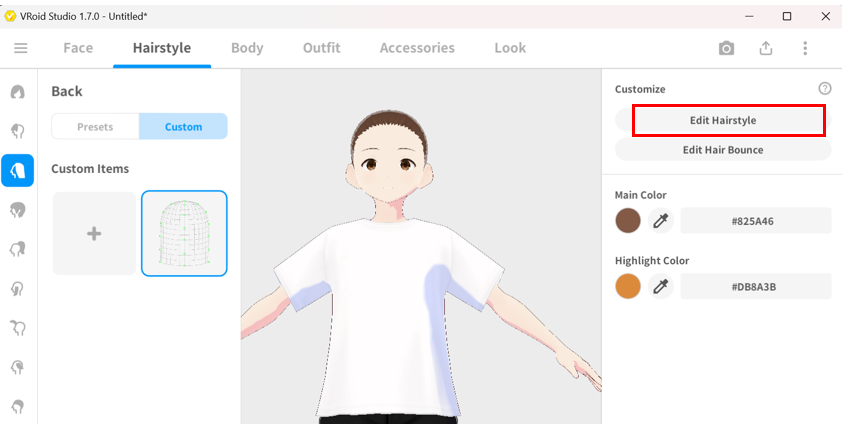 VRoid Studio 1.7.0 - Untitled*
Face Hairstyle Body Outfit Accessories Look
Back
Presets Custom
Custom Items
Customize
Edit Hairstyle
Edit Hair Bounce
Main Color
#825A46
Highlight Color
#DB8A3B